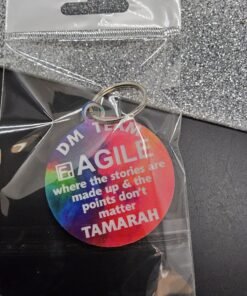 DM TEAM
AGILE
where the stories are
made up & the
points don't
matter
TAMARAH